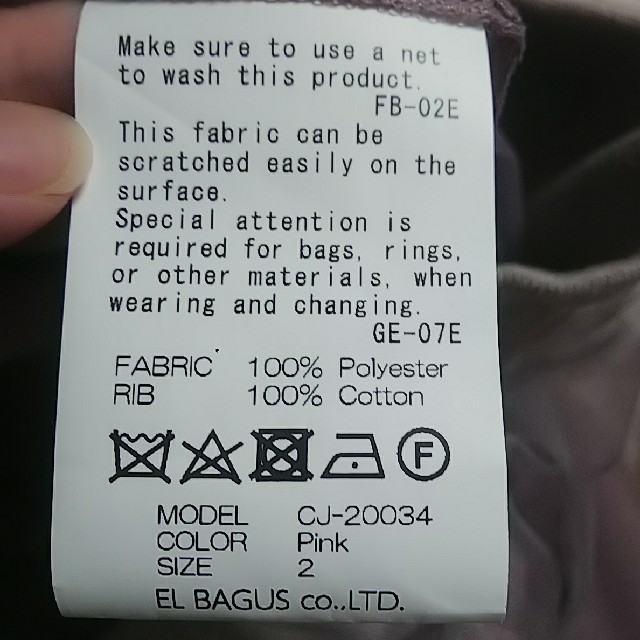 Make sure to use a net
to wash this product.
FB-02E
This fabric can be
scratched easily on the
surface.
Special attention is
required for bags, rings,
or other materials, when
wearing and changing.
GE-07E
FABRIC 100% Polyester
RIB 100% Cotton
F
MODEL CJ-20034
COLOR Pink
SIZE 2
EL BAGUS co.,LTD.